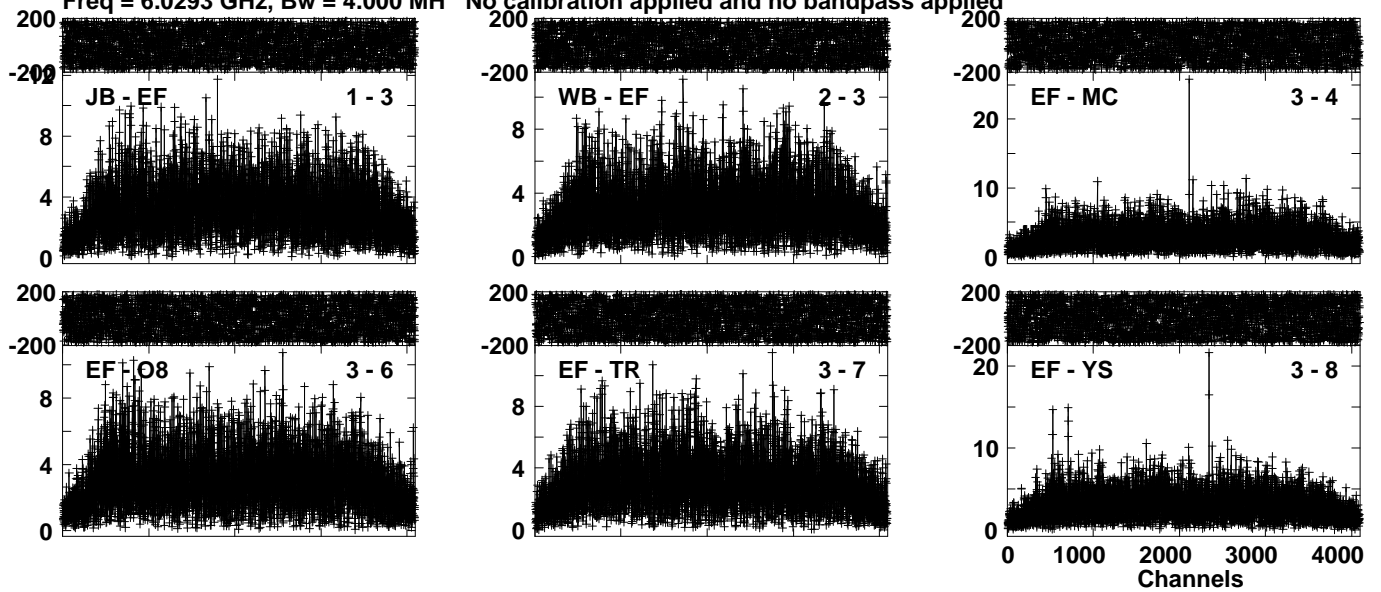 Freq = 6.0293 GHz, Bw = 4.000 MH No calibration applied and no bandpass applied
200 200 200
-200 -200 -200
12
JB - EF 1 - 3 WB - EF 2 - 3 EF - MC 3 - 4
8 8 20
4 4 10
0 0 0
200 200 200
-200 -200 -200
EF - O8 3 - 6 EF - TR 3 - 7 EF - YS 3 - 8
20
8 8 10
4 4
0 0 0
0 1000 2000 3000 4000
Channels